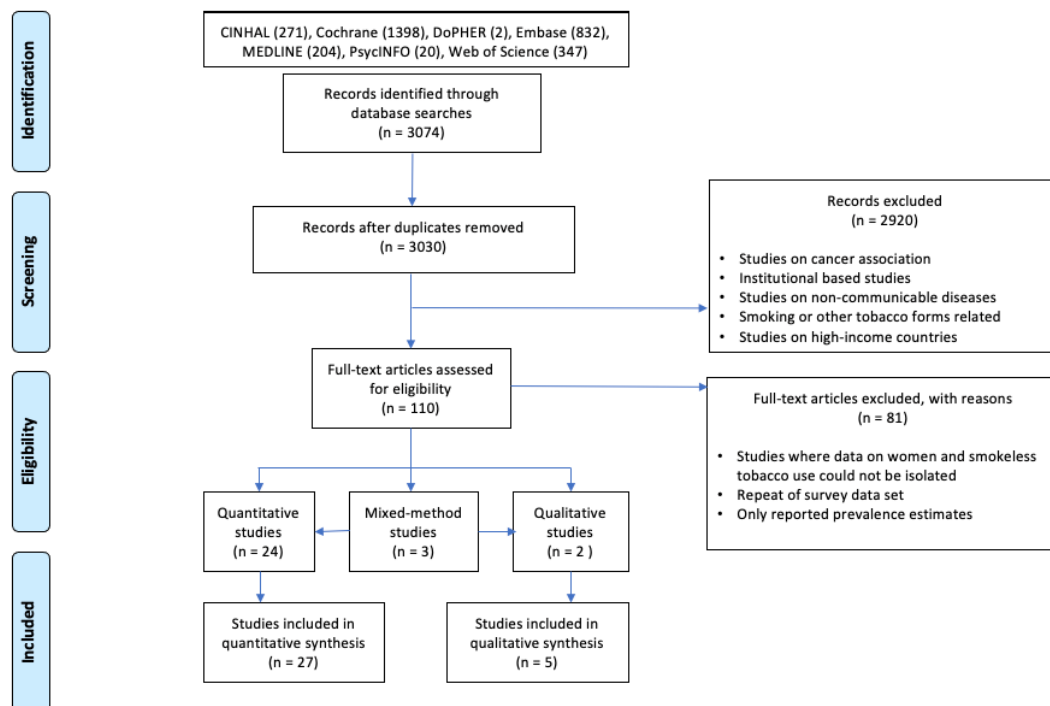 Identification
CINHAL (271), Cochrane (1398), DoPHER (2), Embase (832),
MEDLINE (204), PsycINFO (20), Web of Science (347)
Records identified through
database searches
(n = 3074)
Screening
Records after duplicates removed
(n = 3030)
Records excluded
(n = 2920)
• Studies on cancer association
• Institutional based studies
• Studies on non-communicable diseases
• Smoking or other tobacco forms related
• Studies on high-income countries
Eligibility
Full-text articles assessed
for eligibility
(n = 110)
Full-text articles excluded, with reasons
(n = 81)
• Studies where data on women and smokeless
tobacco use could not be isolated
• Repeat of survey data set
• Only reported prevalence estimates
Quantitative
studies
(n = 24)
Mixed-method
studies
(n = 3)
Qualitative
studies
(n = 2 )
Included
Studies included in
quantitative synthesis
(n = 27)
Studies included in
qualitative synthesis
(n = 5)